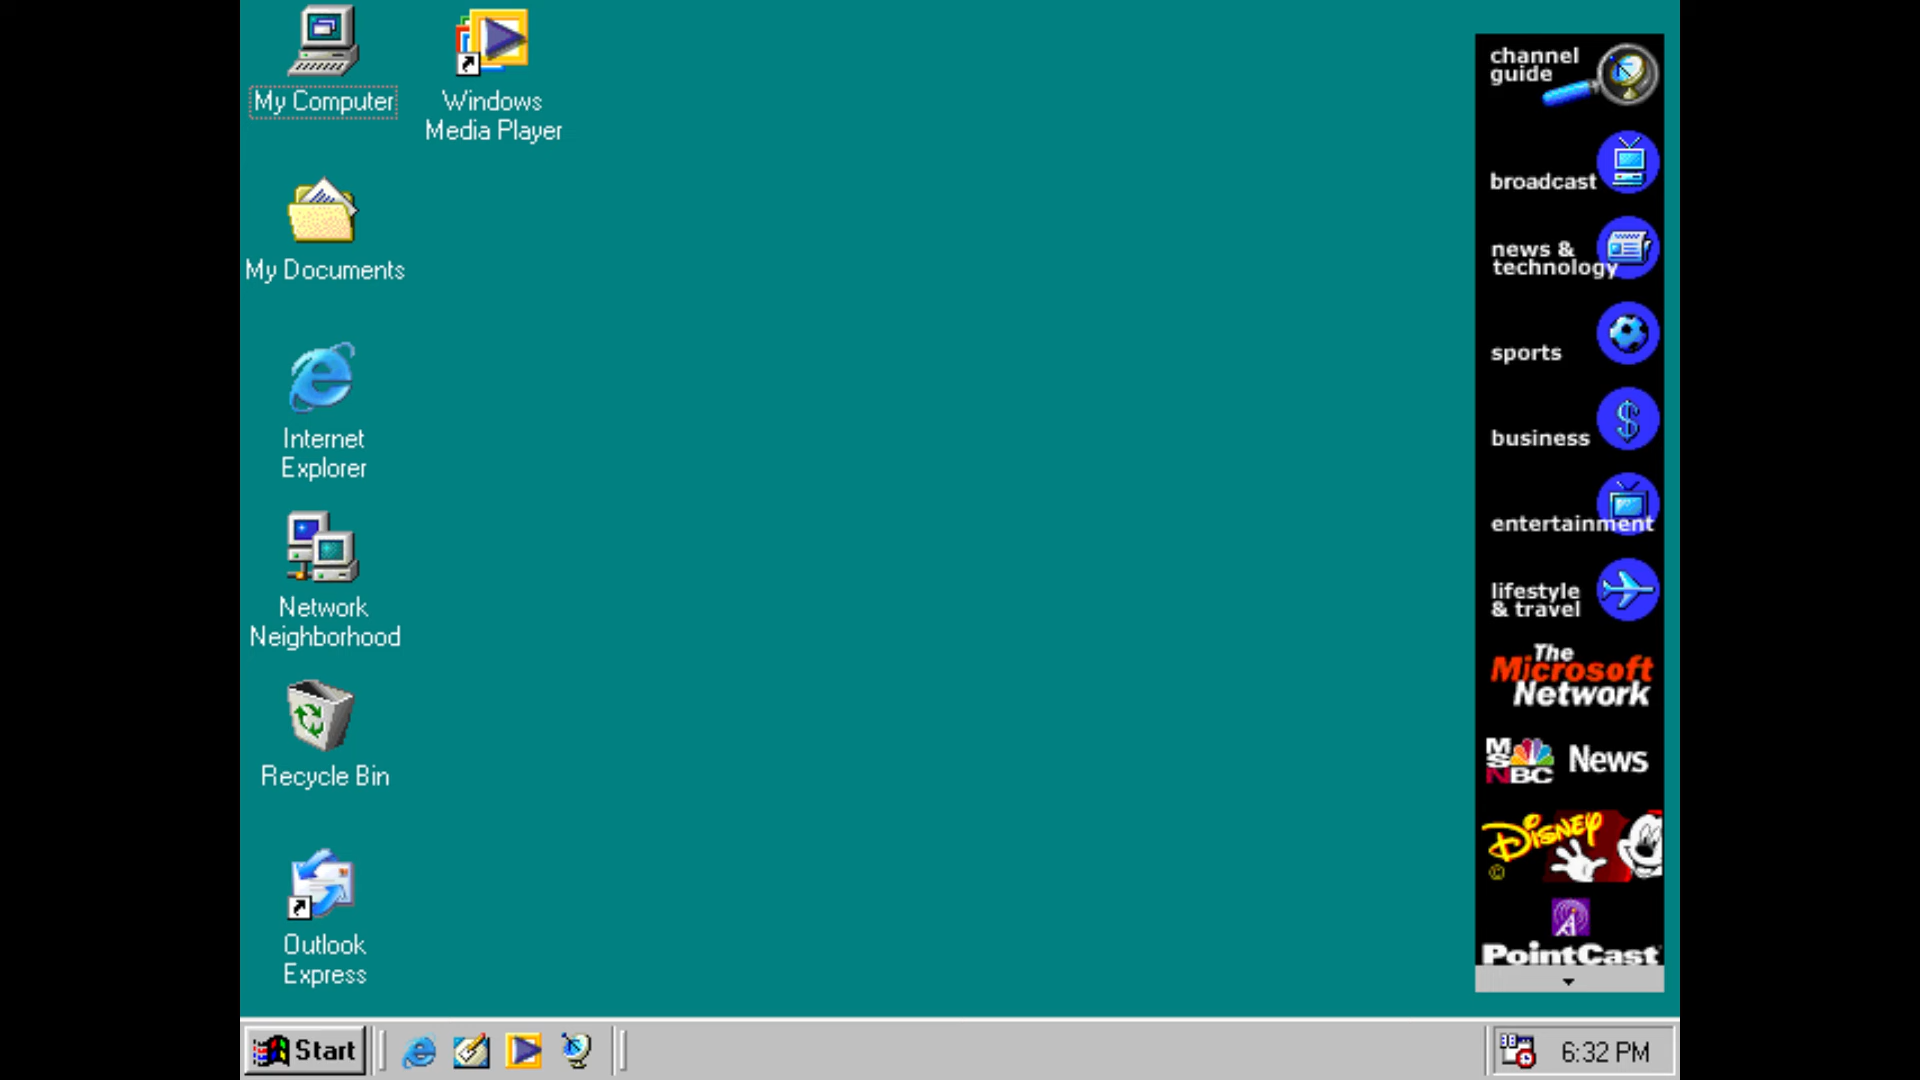 My Computer
Windows
Media Player
My Documents
Internet
Explorer
Network
Neighborhood
Recycle Bin
Outlook
Express
channel
guide
broadcast
news &
technology
sports
business
entertainment
lifestyle
& travel
The
Microsoft
Network
MSNBC News
Disney
©
PointCast
Start
6:32 PM